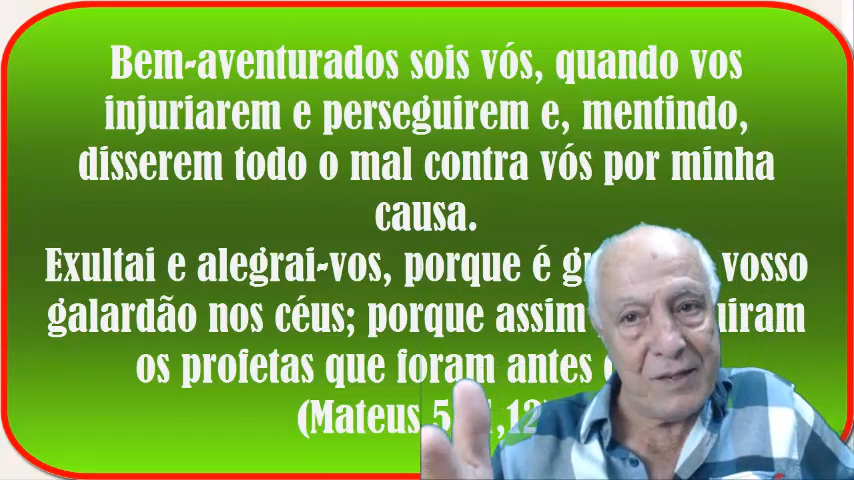 Bem-aventurados sois vós, quando vos
injuriarem e perseguirem e, mentindo,
disserem todo o mal contra vós por minha
causa.
Exultai e alegrai-vos, porque é vosso
galardão nos céus; porque assim
os profetas que foram antes
(Mateus 5